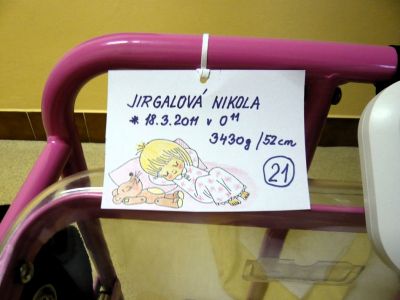 JIRGALOVÁ NIKOLA
* 18.3.2011 v 0¹¹
3430g/52cm
21